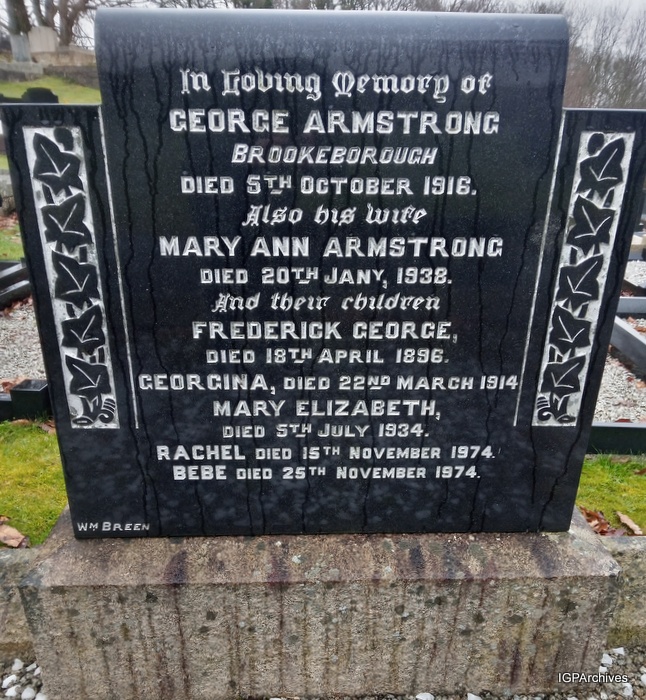 In Loving Memory of
GEORGE ARMSTRONG
BROOKEBOROUGH
DIED 5TH OCTOBER 1916.
Also his wife
MARY ANN ARMSTRONG
DIED 20TH JANY, 1938.
And their children
FREDERICK GEORGE,
DIED 18TH APRIL 1896.
GEORGINA, DIED 22ND MARCH 1914
MARY ELIZABETH,
DIED 5TH JULY 1934.
RACHEL DIED 15TH NOVEMBER 1974.
BEBE DIED 25TH NOVEMBER 1974.
WM BREEN
IGPArchives